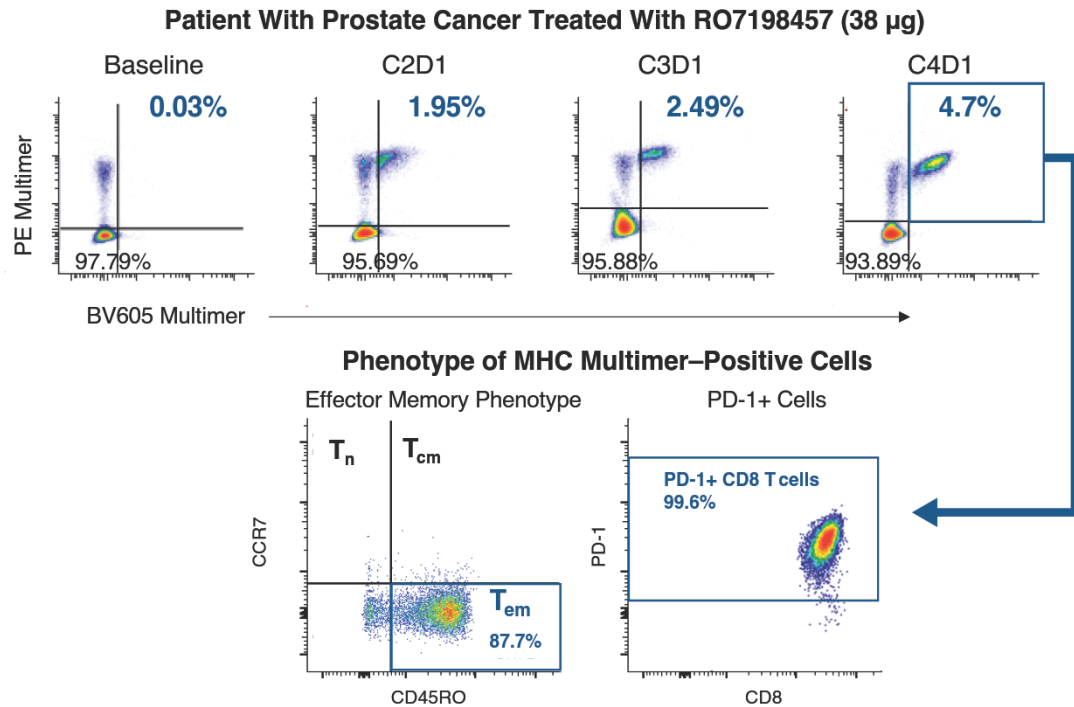 Patient With Prostate Cancer Treated With RO7198457 (38 µg)
Baseline
C2D1
C3D1
C4D1
0.03%
1.95%
2.49%
4.7%
PE Multimer
97.79%
95.69%
95.88%
93.89%
BV605 Multimer
Phenotype of MHC Multimer–Positive Cells
Effector Memory Phenotype
PD-1+ Cells
Tn
Tcm
PD-1+ CD8 T cells
99.6%
CCR7
PD-1
Tem
87.7%
CD45RO
CD8